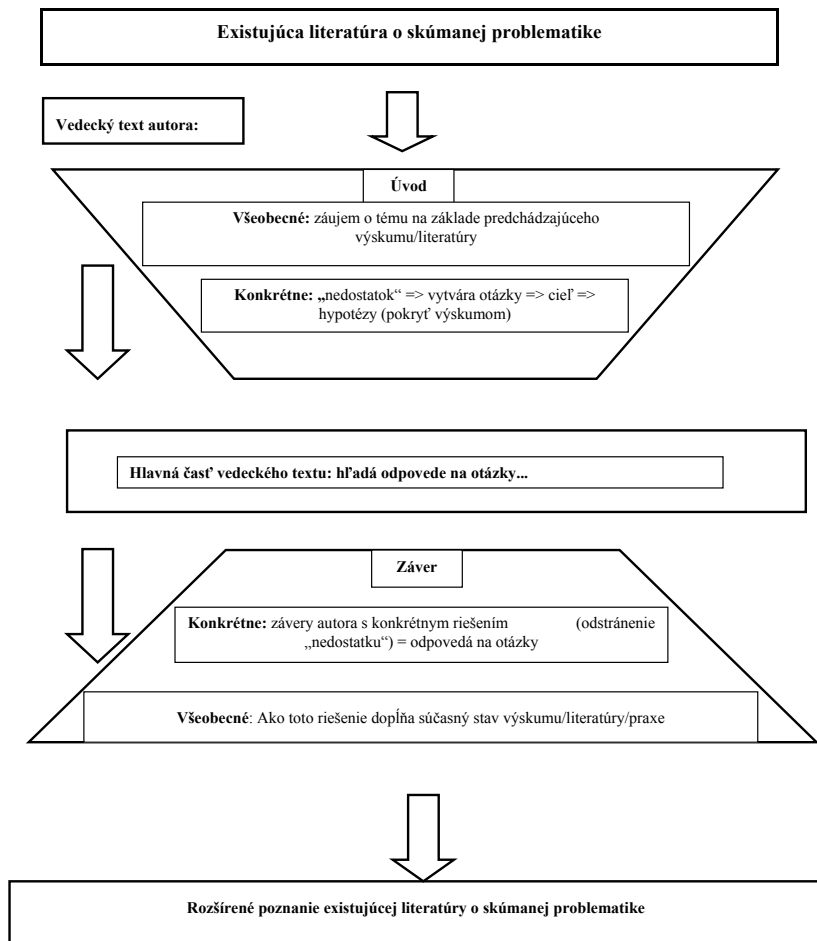 Existujúca literatúra o skúmanej problematike
Vedecký text autora:
Úvod
Všeobecné: záujem o tému na základe predchádzajúceho
výskumu/literatúry
Konkrétne: „nedostatok“ => vytvára otázky => cieľ =>
hypotézy (pokryť výskumom)
Hlavná časť vedeckého textu: hľadá odpovede na otázky...
Záver
Konkrétne: závery autora s konkrétnym riešením (odstránenie
„nedostatku“) = odpovedá na otázky
Všeobecné: Ako toto riešenie dopĺňa súčasný stav výskumu/literatúry/praxe
Rozšírené poznanie existujúcej literatúry o skúmanej problematike